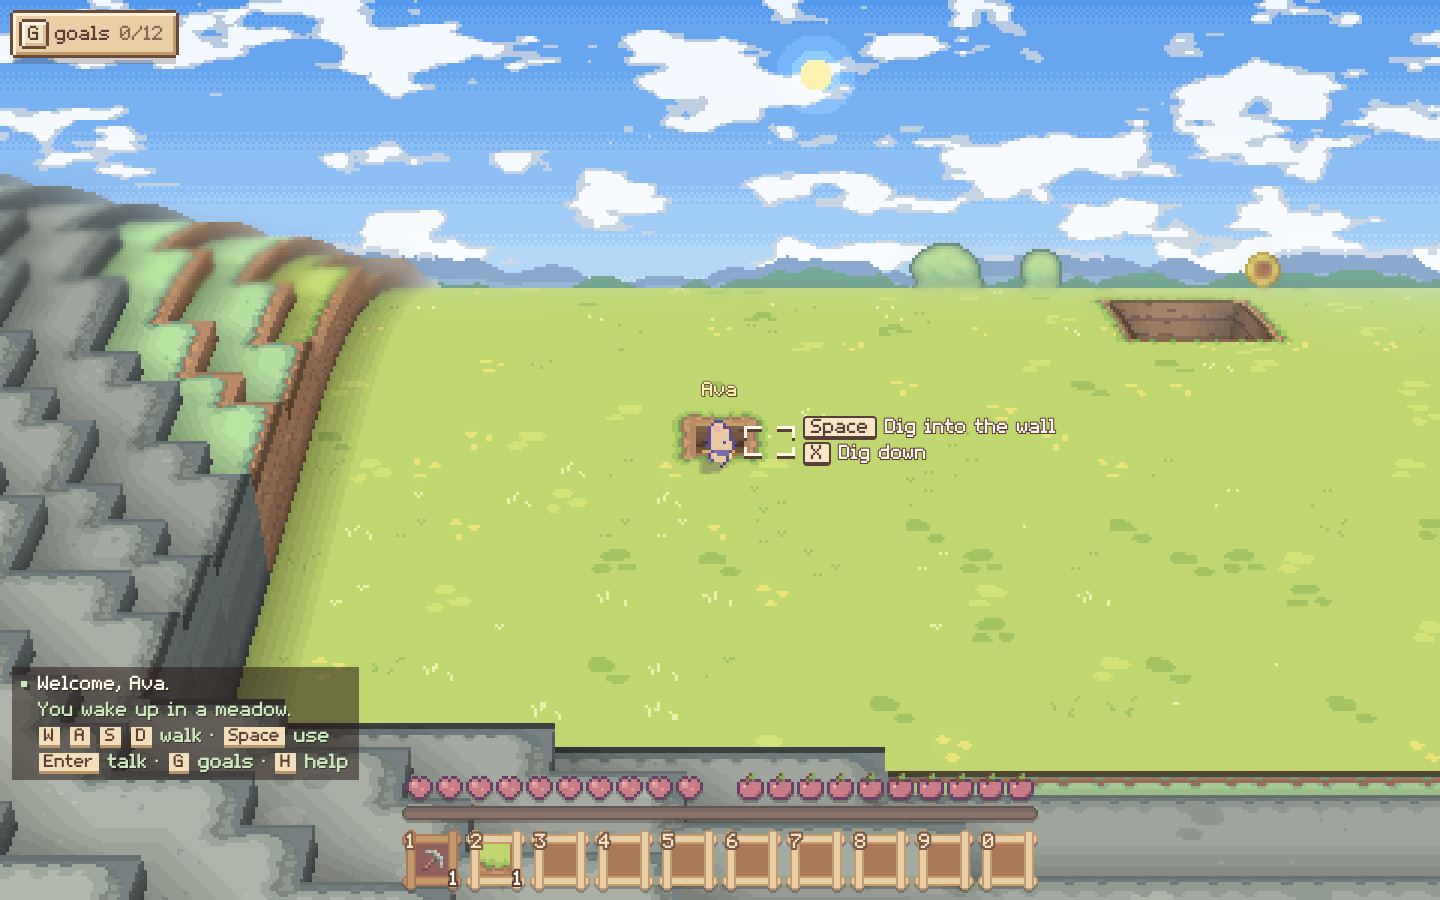 G goals 0/12
Ava
Space Dig into the wall
X Dig down
Welcome, Ava.
You wake up in a meadow.
W A S D walk · Space use
Enter talk · G goals · H help
1 2 3 4 5 6 7 8 9 0
1 1